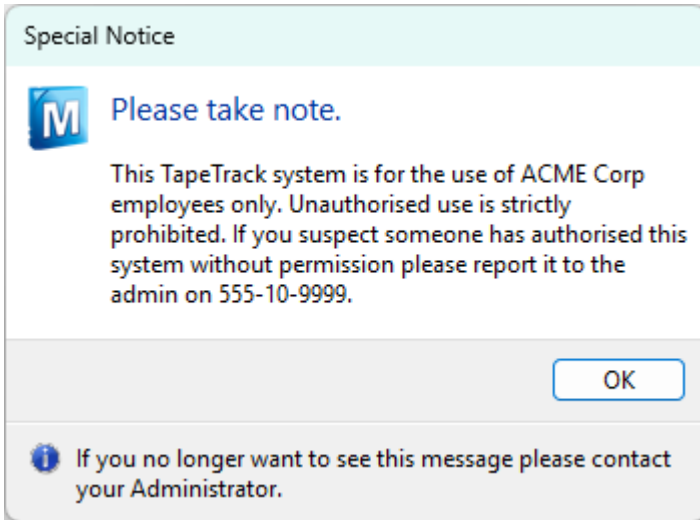 Special Notice
M
Please take note.
This TapeTrack system is for the use of ACME Corp
employees only. Unauthorised use is strictly
prohibited. If you suspect someone has authorised this
system without permission please report it to the
admin on 555-10-9999.
OK
If you no longer want to see this message please contact
your Administrator.